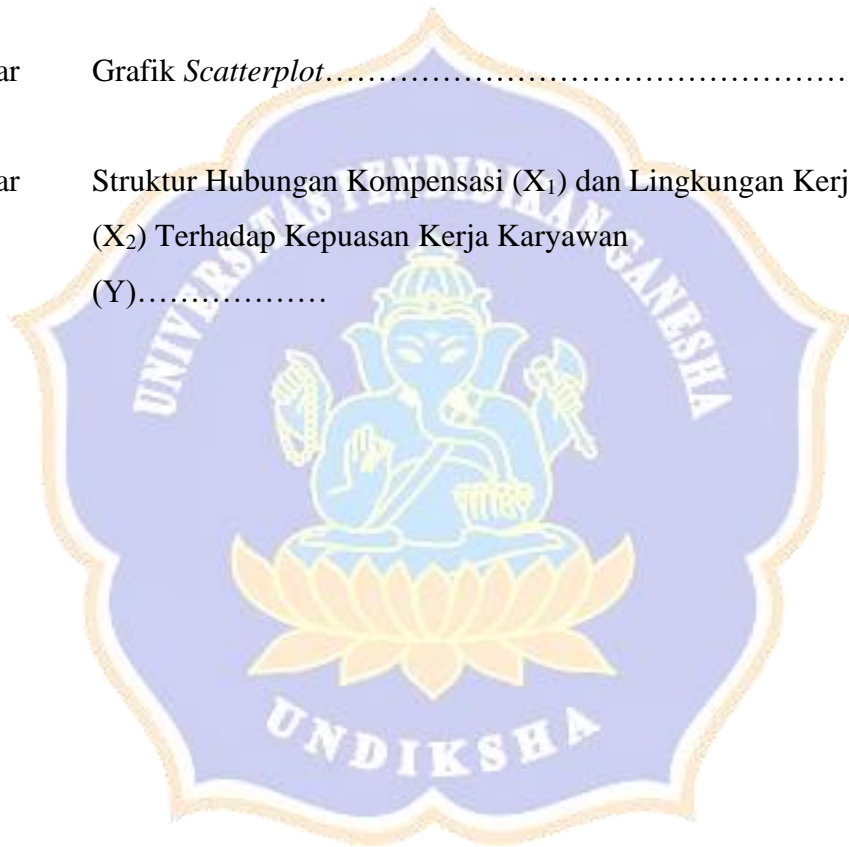 ar Grafik Scatterplot……………………………………………
ar Struktur Hubungan Kompensasi (X₁) dan Lingkungan Kerj
(X₂) Terhadap Kepuasan Kerja Karyawan
(Y)………………
UNIVERSITAS PENDIDIKAN GANESHA
UNDIKSHA